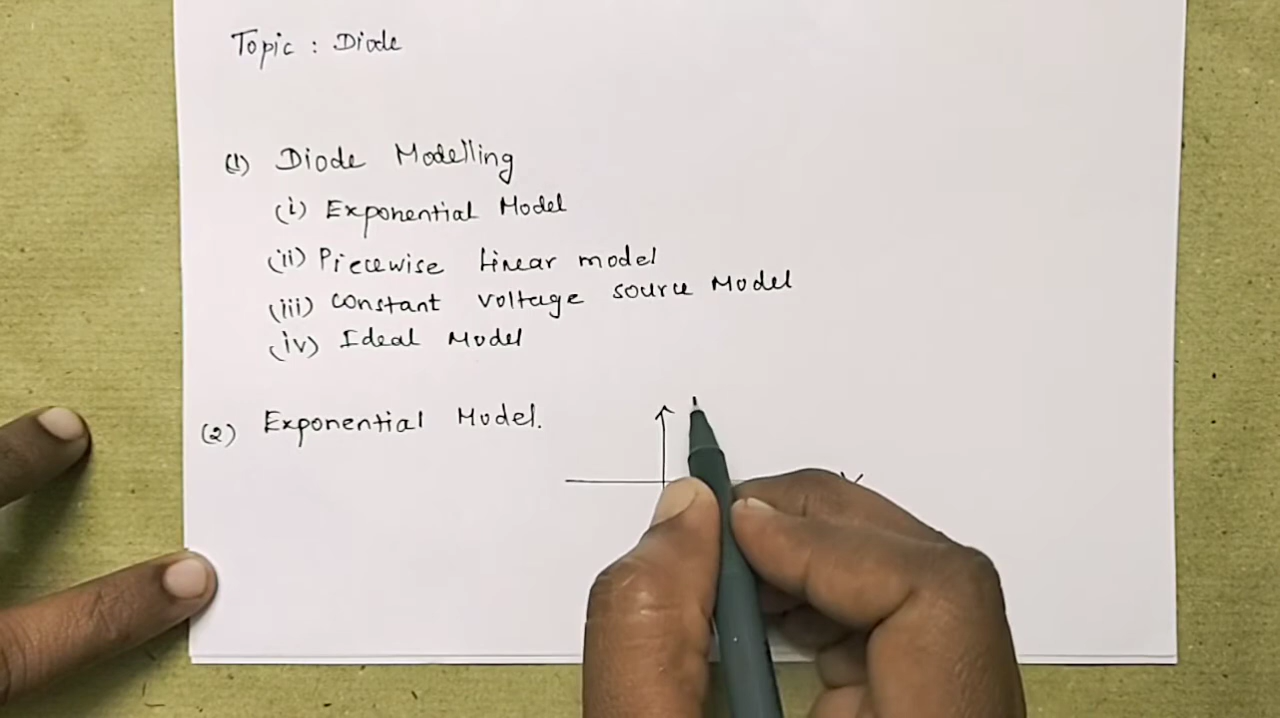 Topic : Diode
(1) Diode Modelling
(i) Exponential Model
(ii) Piecewise Linear model
(iii) Constant voltage source Model
(iv) Ideal Model
(2) Exponential Model.